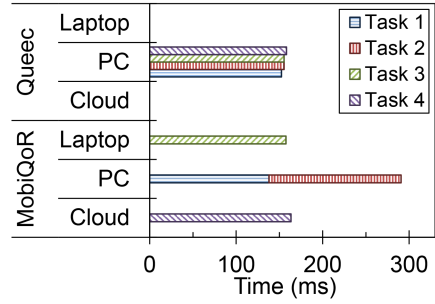 Queec
Laptop
PC
Cloud
MobiQoR
Laptop
PC
Cloud
Task 1
Task 2
Task 3
Task 4
0 100 200 300
Time (ms)